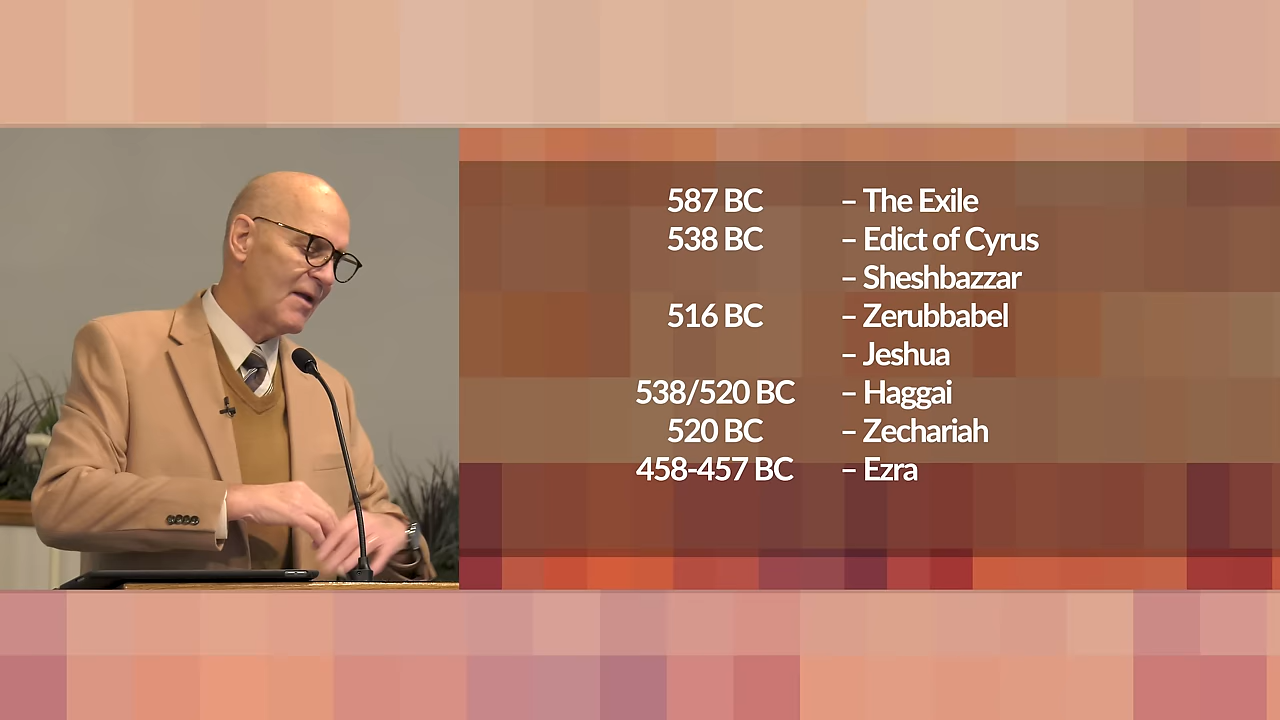 587 BC – The Exile
538 BC – Edict of Cyrus
– Sheshbazzar
516 BC – Zerubbabel
– Jeshua
538/520 BC – Haggai
520 BC – Zechariah
458-457 BC – Ezra